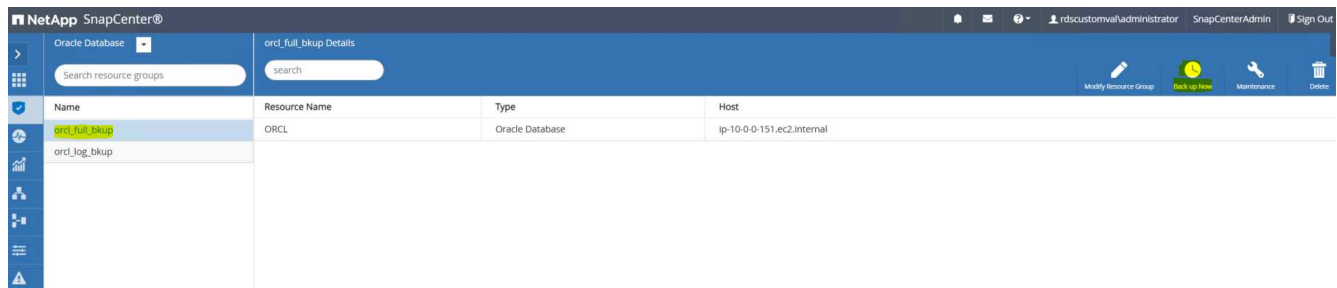 NetApp SnapCenter®
rdscustomval\administrator SnapCenterAdmin Sign Out
Oracle Database
Search resource groups
orcl_full_bkup Details
search
Modify Resource Group Back up Now Maintenance Delete
Name Resource Name Type Host
orcl_full_bkup ORCL Oracle Database ip-10-0-0-151.ec2.internal
orcl_log_bkup